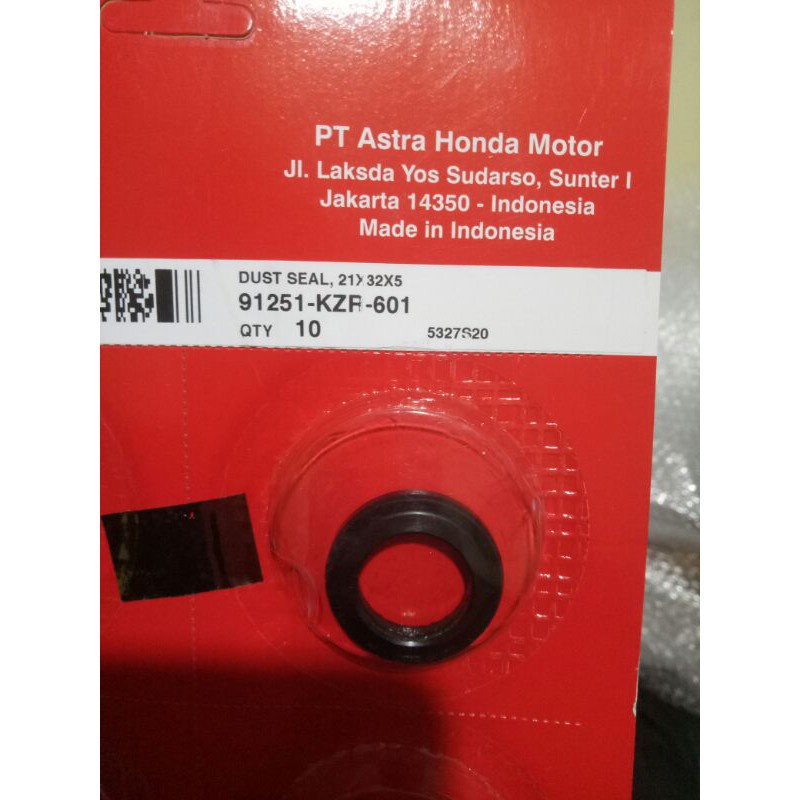 PT Astra Honda Motor
Jl. Laksda Yos Sudarso, Sunter I
Jakarta 14350 - Indonesia
Made in Indonesia
DUST SEAL, 21X32X5
91251-KZR-601
QTY 10
5327S20